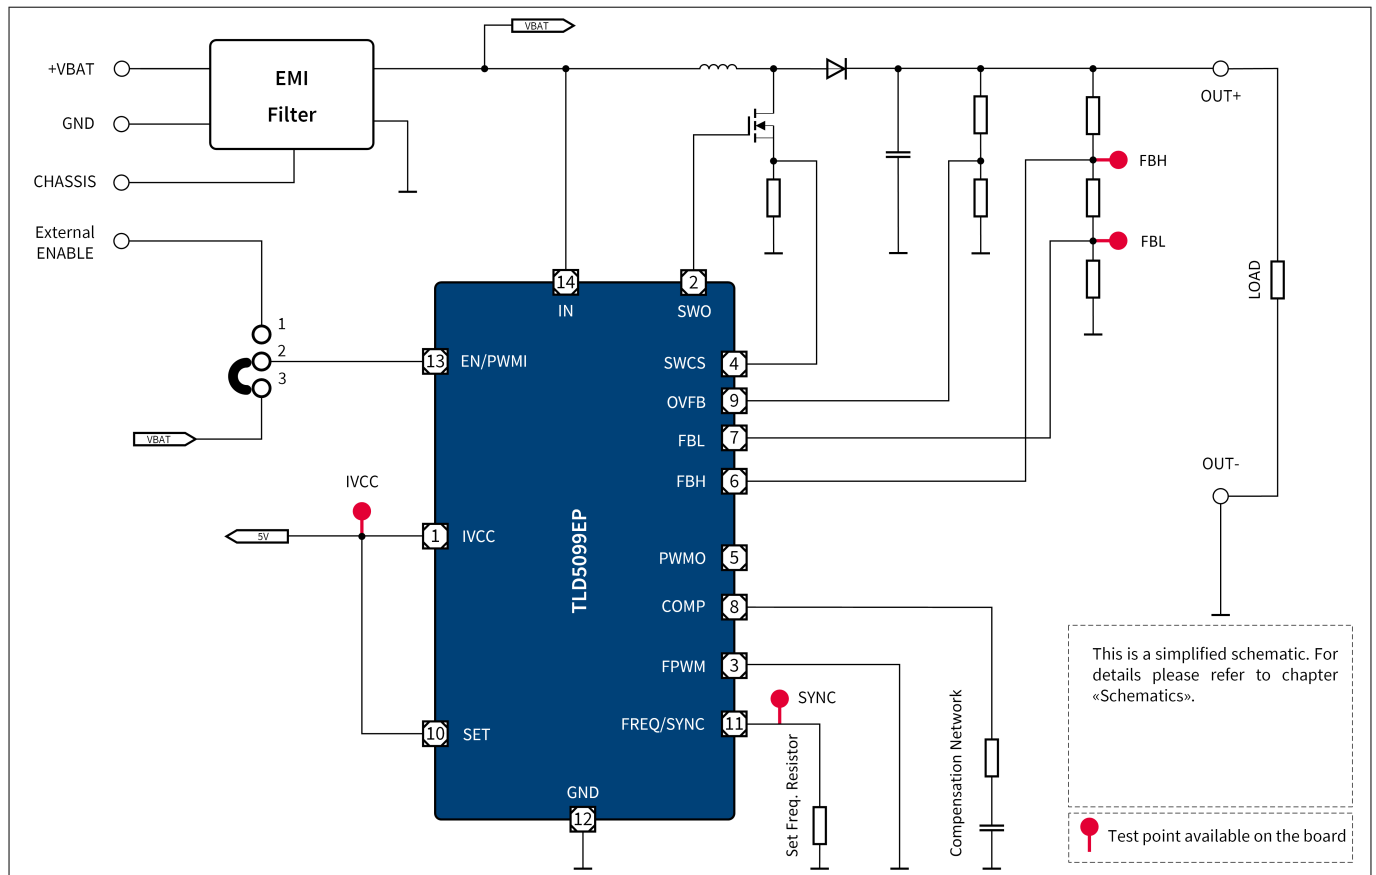 VBAT
+VBAT
EMI
Filter
OUT+
GND
FBH
CHASSIS
External
ENABLE
FBL
LOAD
14
2
IN
SWO
1
2
3
13
EN/PWMI
SWCS
4
OVFB
9
FBL
7
VBAT
FBH
6
OUT-
IVCC
5V
1
IVCC
TLD5099EP
PWMO
5
COMP
8
FPWM
3
SYNC
FREQ/SYNC
11
10
SET
GND
12
Set Freq. Resistor
Compensation Network
This is a simplified schematic. For
details please refer to chapter
«Schematics».
Test point available on the board